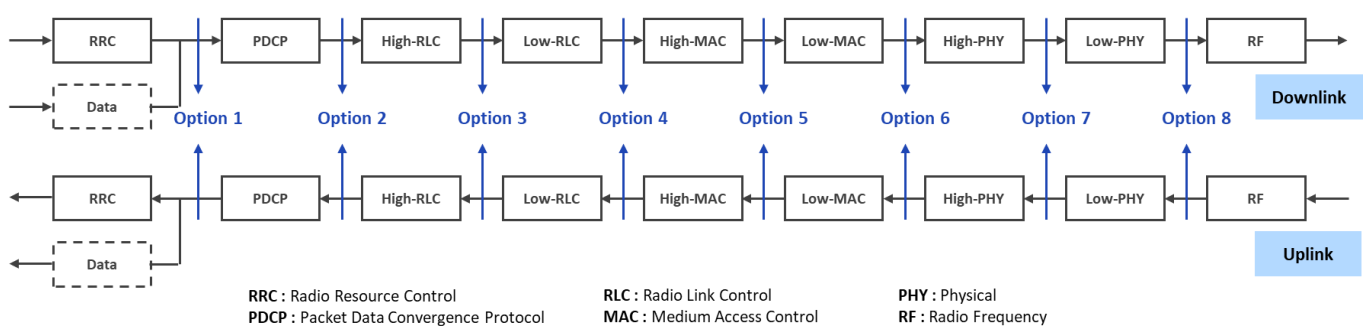 RRC PDCP High-RLC Low-RLC High-MAC Low-MAC High-PHY Low-PHY RF
Data
Downlink
Option 1 Option 2 Option 3 Option 4 Option 5 Option 6 Option 7 Option 8
RRC PDCP High-RLC Low-RLC High-MAC Low-MAC High-PHY Low-PHY RF
Data
Uplink
RRC : Radio Resource Control RLC : Radio Link Control PHY : Physical
PDCP : Packet Data Convergence Protocol MAC : Medium Access Control RF : Radio Frequency